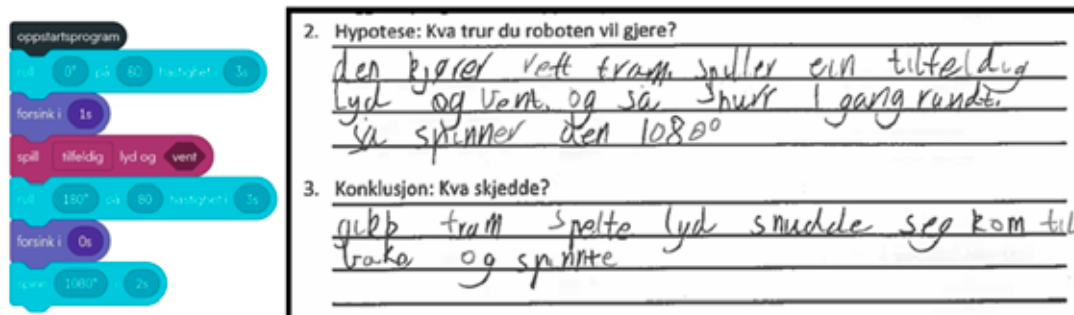 oppstartsprogram
rull 0° på 80 hastighet i 3s
forsink i 1s
spill tilfeldig lyd og vent
rull 180° på 80 hastighet i 3s
forsink i 0s
spinn 1080° i 2s
2. Hypotese: Kva trur du roboten vil gjere?
den kjører rett fram. spiller ein tilfeldig
lyd og vent. og så snurr 1 gang rundt.
så spinner den 1080°
3. Konklusjon: Kva skjedde?
gikk fram spelte lyd snudde seg kom til
bake og spinnte